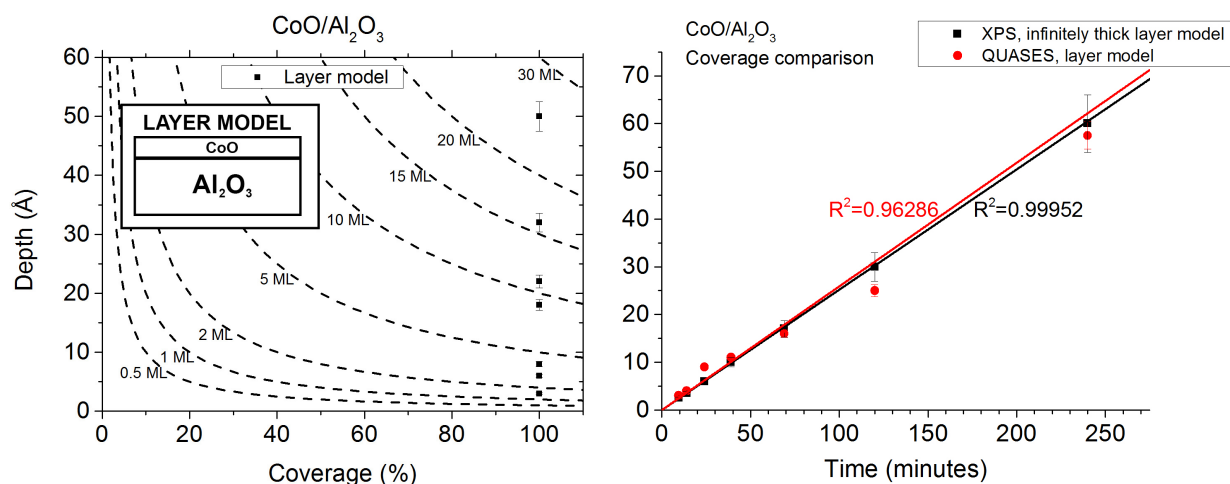 CoO/Al₂O₃
Layer model
LAYER MODEL
CoO
Al₂O₃
30 ML
20 ML
15 ML
10 ML
5 ML
2 ML
1 ML
0.5 ML
60
50
40
30
20
10
0
Depth (Å)
0 20 40 60 80 100
Coverage (%)
CoO/Al₂O₃
Coverage comparison
XPS, infinitely thick layer model
QUASES, layer model
R²=0.96286
R²=0.99952
70
60
50
40
30
20
10
0
0 50 100 150 200 250
Time (minutes)